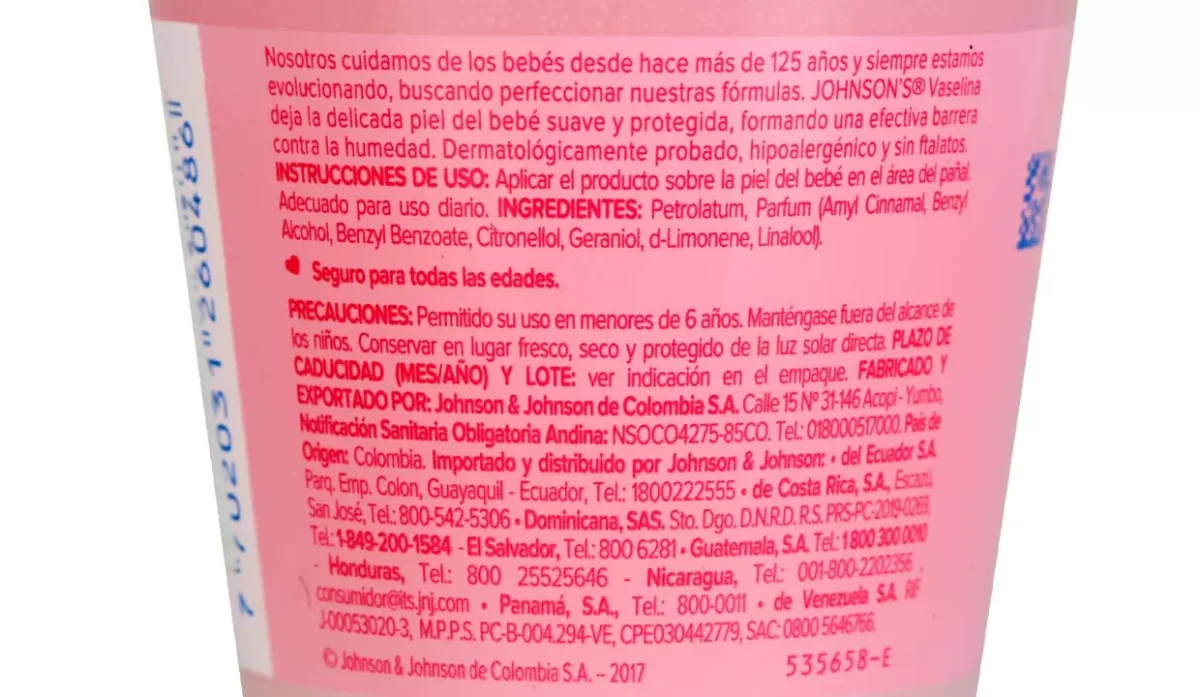 Nosotros cuidamos de los bebés desde hace más de 125 años y siempre estamos
evolucionando, buscando perfeccionar nuestras fórmulas. JOHNSON'S® Vaselina
deja la delicada piel del bebé suave y protegida, formando una efectiva barrera
contra la humedad. Dermatológicamente probado, hipoalergénico y sin ftalatos.
INSTRUCCIONES DE USO: Aplicar el producto sobre la piel del bebé en el área del pañal.
Adecuado para uso diario. INGREDIENTES: Petrolatum, Parfum (Amyl Cinnamal, Benzyl
Alcohol, Benzyl Benzoate, Citronellol, Geraniol, d-Limonene, Linalool).
Seguro para todas las edades.
PRECAUCIONES: Permitido su uso en menores de 6 años. Manténgase fuera del alcance de
los niños. Conservar en lugar fresco, seco y protegido de la luz solar directa. PLAZO DE
CADUCIDAD (MES/AÑO) Y LOTE: ver indicación en el empaque. FABRICADO Y
EXPORTADO POR: Johnson & Johnson de Colombia S.A. Calle 15 Nº 31-146 Acopi - Yumbo,
Notificación Sanitaria Obligatoria Andina: NSOC04275-85CO. Tel.: 018000517000. País de
Origen: Colombia. Importado y distribuido por Johnson & Johnson: • del Ecuador S.A.
Parq. Emp. Colon, Guayaquil - Ecuador, Tel.: 1800222555 • de Costa Rica, S.A., Escazú,
San José, Tel.: 800-542-5306 • Dominicana, SAS. Sto. Dgo. D.N.R.D. R.S. PRS-PC-2019-0269,
Tel.: 1-849-200-1584 - El Salvador, Tel.: 800 6281 • Guatemala, S.A. Tel.: 1 800 300 0010
- Honduras, Tel.: 800 25525646 - Nicaragua, Tel.: 001-800-2202356
consumidor@its.jnj.com • Panamá, S.A., Tel.: 800-0011 • de Venezuela S.A. RIF
J-00053020-3, M.P.P.S. PC-B-004.294-VE, CPE030442779, SAC: 0800 5646766.
© Johnson & Johnson de Colombia S.A. - 2017
535658-E
7 702031 260486